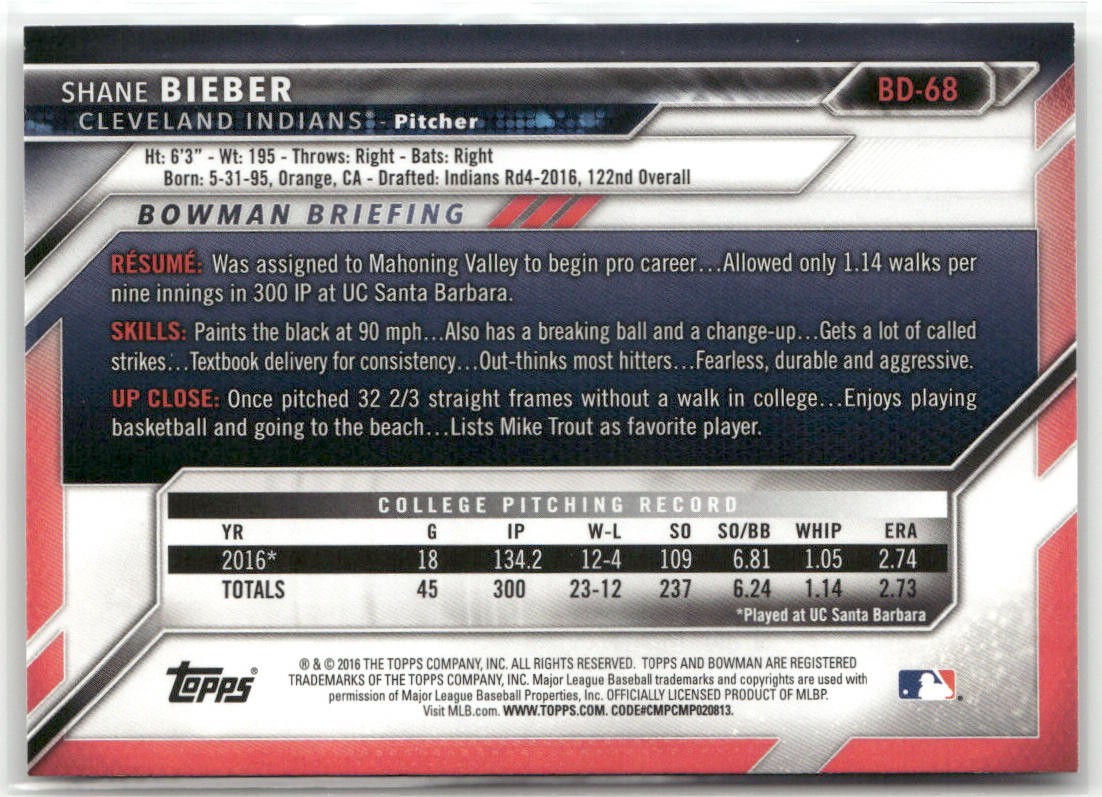 SHANE BIEBER
BD-68
CLEVELAND INDIANS® - Pitcher
Ht: 6'3" - Wt: 195 - Throws: Right - Bats: Right
Born: 5-31-95, Orange, CA - Drafted: Indians Rd4-2016, 122nd Overall
BOWMAN BRIEFING
RÉSUMÉ: Was assigned to Mahoning Valley to begin pro career...Allowed only 1.14 walks per
nine innings in 300 IP at UC Santa Barbara.
SKILLS: Paints the black at 90 mph...Also has a breaking ball and a change-up...Gets a lot of called
strikes...Textbook delivery for consistency...Out-thinks most hitters...Fearless, durable and aggressive.
UP CLOSE: Once pitched 32 2/3 straight frames without a walk in college...Enjoys playing
basketball and going to the beach...Lists Mike Trout as favorite player.
COLLEGE PITCHING RECORD
YR G IP W-L SO SO/BB WHIP ERA
2016* 18 134.2 12-4 109 6.81 1.05 2.74
TOTALS 45 300 23-12 237 6.24 1.14 2.73
*Played at UC Santa Barbara
TOPPS®
® & © 2016 THE TOPPS COMPANY, INC. ALL RIGHTS RESERVED. TOPPS AND BOWMAN ARE REGISTERED
TRADEMARKS OF THE TOPPS COMPANY, INC. Major League Baseball trademarks and copyrights are used with
permission of Major League Baseball Properties, Inc. OFFICIALLY LICENSED PRODUCT OF MLBP.
Visit MLB.com. WWW.TOPPS.COM. CODE#CMPCMP020813.